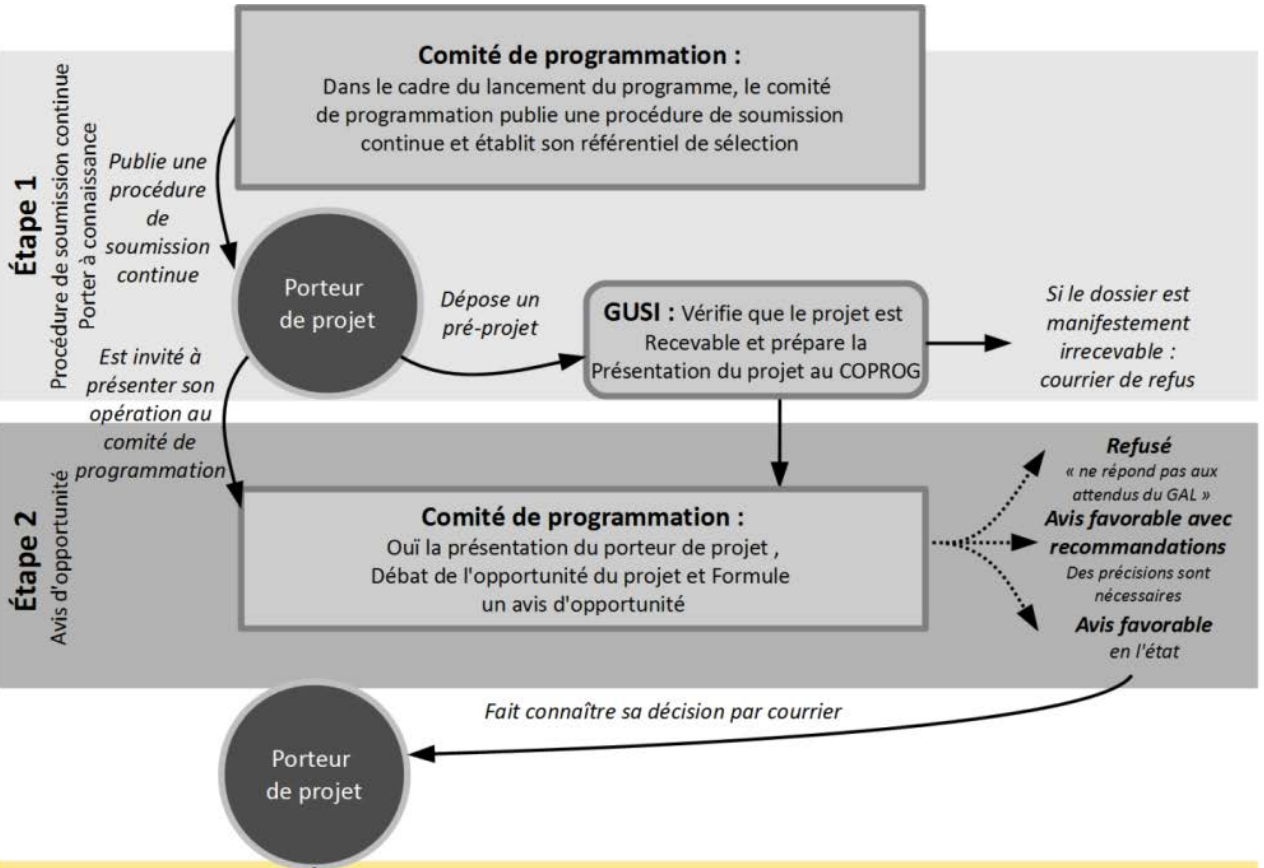 Comité de programmation :
Dans le cadre du lancement du programme, le comité
de programmation publie une procédure de soumission
continue et établit son référentiel de sélection
Étape 1
Procédure de soumission continue
Porter à connaissance
Publie une
procédure
de
soumission
continue
Porteur
de projet
Dépose un
pré-projet
GUSI : Vérifie que le projet est
Recevable et prépare la
Présentation du projet au COPROG
Si le dossier est
manifestement
irrecevable :
courrier de refus
Est invité à
présenter son
opération au
comité de
programmation
Étape 2
Avis d'opportunité
Comité de programmation :
Ouï la présentation du porteur de projet ,
Débat de l'opportunité du projet et Formule
un avis d'opportunité
Refusé
« ne répond pas aux
attendus du GAL »
Avis favorable avec
recommandations
Des précisions sont
nécessaires
Avis favorable
en l'état
Fait connaître sa décision par courrier
Porteur
de projet